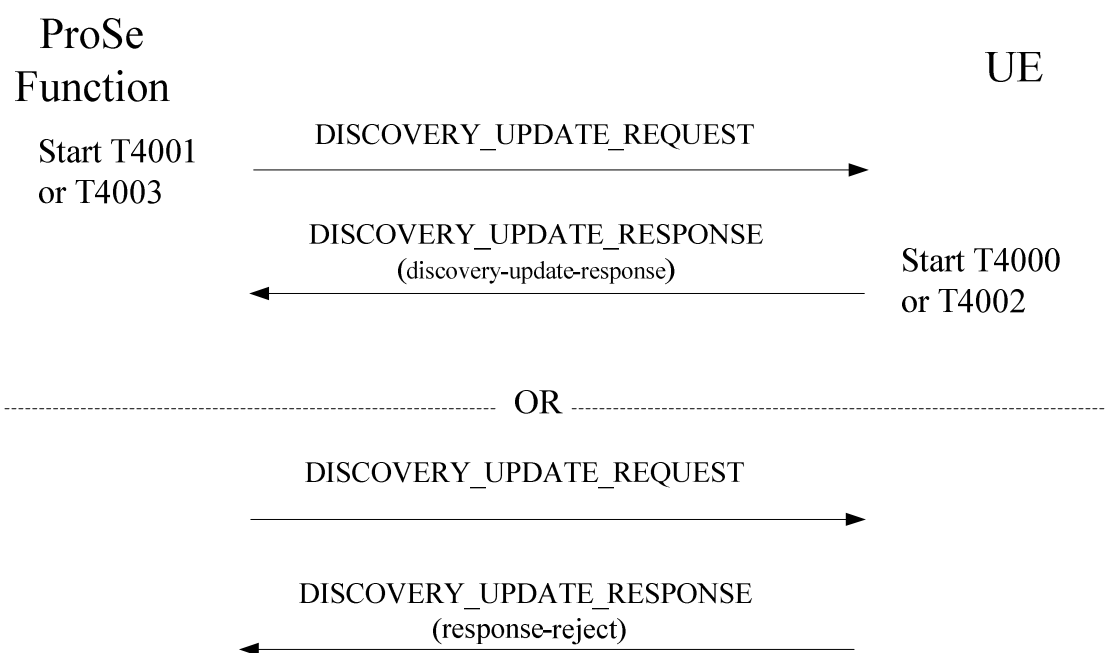 ProSe
Function
UE
Start T4001
or T4003
DISCOVERY_UPDATE_REQUEST
DISCOVERY_UPDATE_RESPONSE
(discovery-update-response)
Start T4000
or T4002
OR
DISCOVERY_UPDATE_REQUEST
DISCOVERY_UPDATE_RESPONSE
(response-reject)